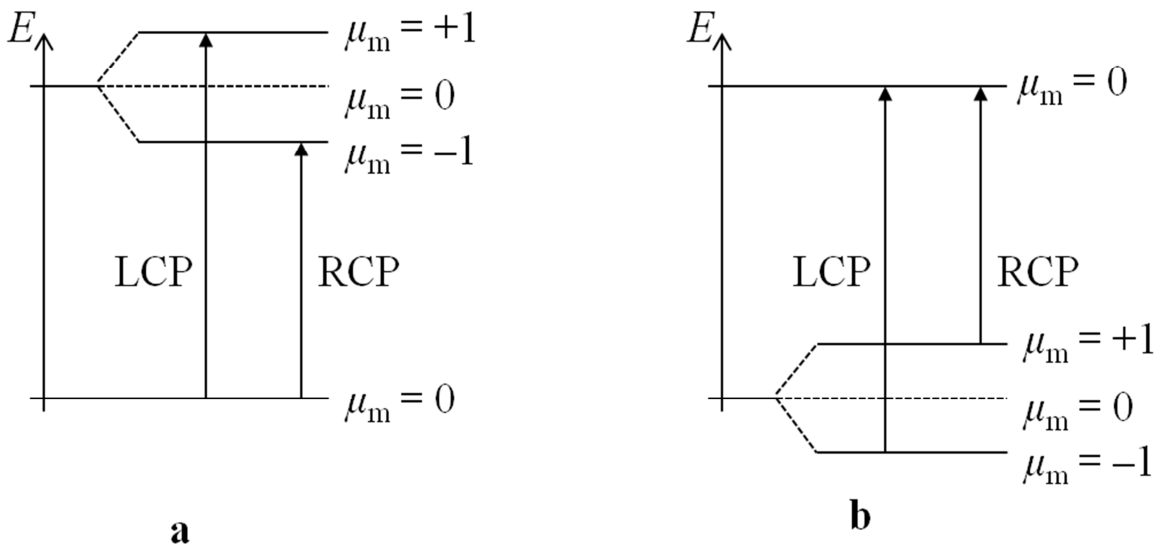 E
μm = +1
μm = 0
μm = –1
LCP
RCP
μm = 0
a
E
μm = 0
LCP
RCP
μm = +1
μm = 0
μm = –1
b